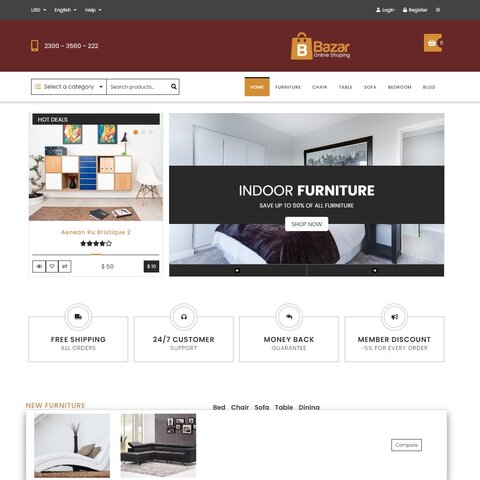 USD English Help Login Register
2300 - 3560 - 222
B Bazar
Online Shoping
0
Select a category Search products...
HOME FURNITURE CHAIR TABLE SOFA BEDROOM BLOG
HOT DEALS
Aenean Ru Bristique 2
$ 50 $ 10
INDOOR FURNITURE
SAVE UP TO 50% OF ALL FURNITURE
SHOP NOW
FREE SHIPPING
ALL ORDERS
24/7 CUSTOMER
SUPPORT
MONEY BACK
GUARANTEE
MEMBER DISCOUNT
-5% FOR EVERY ORDER
NEW FURNITURE
Bed Chair Sofa Table Dining
Compare